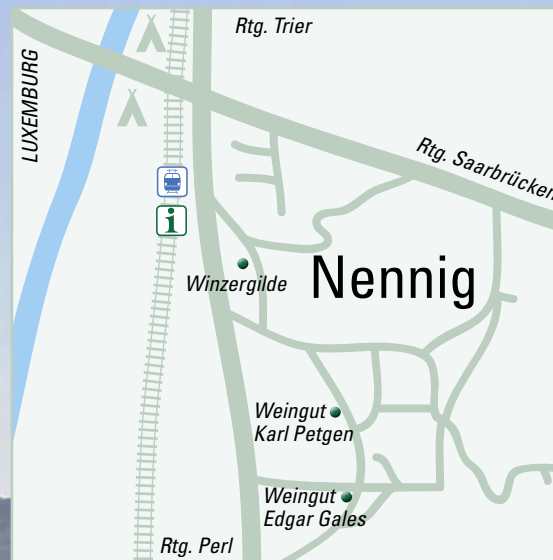 Rtg. Trier
LUXEMBURG
Rtg. Saarbrücken
Winzergilde
Nennig
Weingut
Karl Petgen
Weingut
Edgar Gales
Rtg. Perl